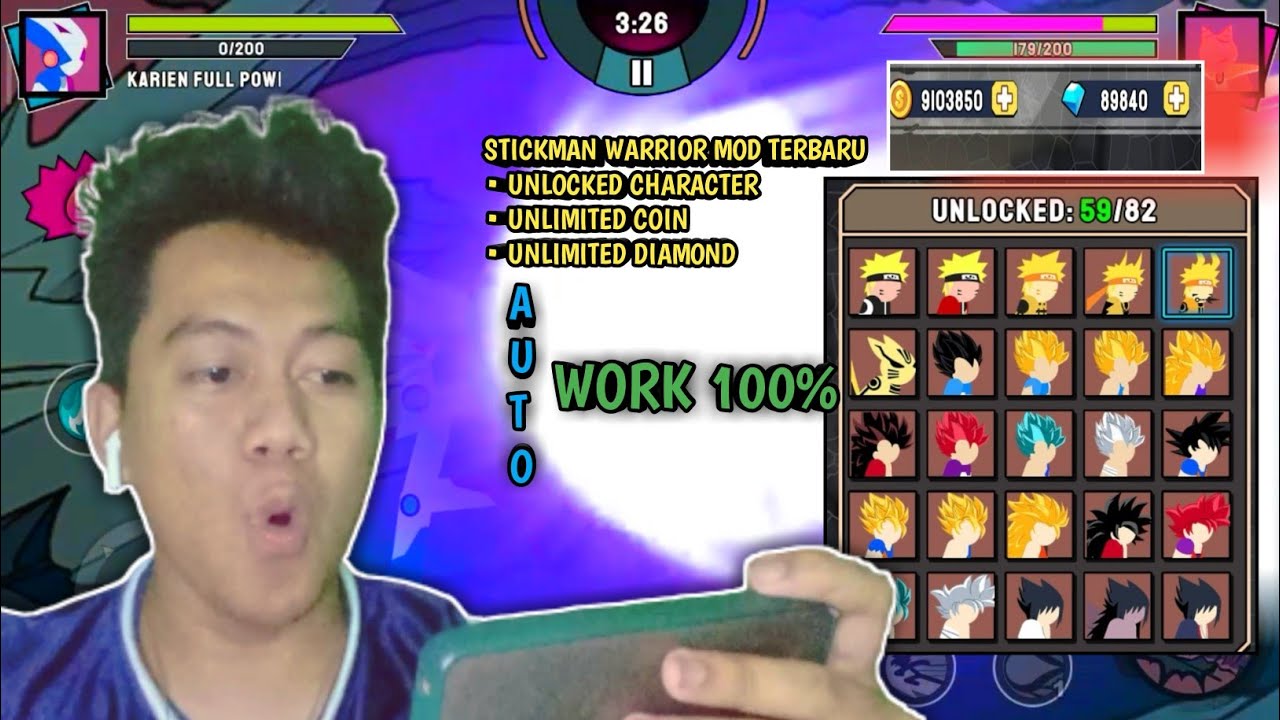 3:26
0/200
179/200
KARIEN FULL POW
9103850
89840
STICKMAN WARRIOR MOD TERBARU
• UNLOCKED CHARACTER
• UNLIMITED COIN
• UNLIMITED DIAMOND
UNLOCKED: 59/82
AUTO
WORK 100%